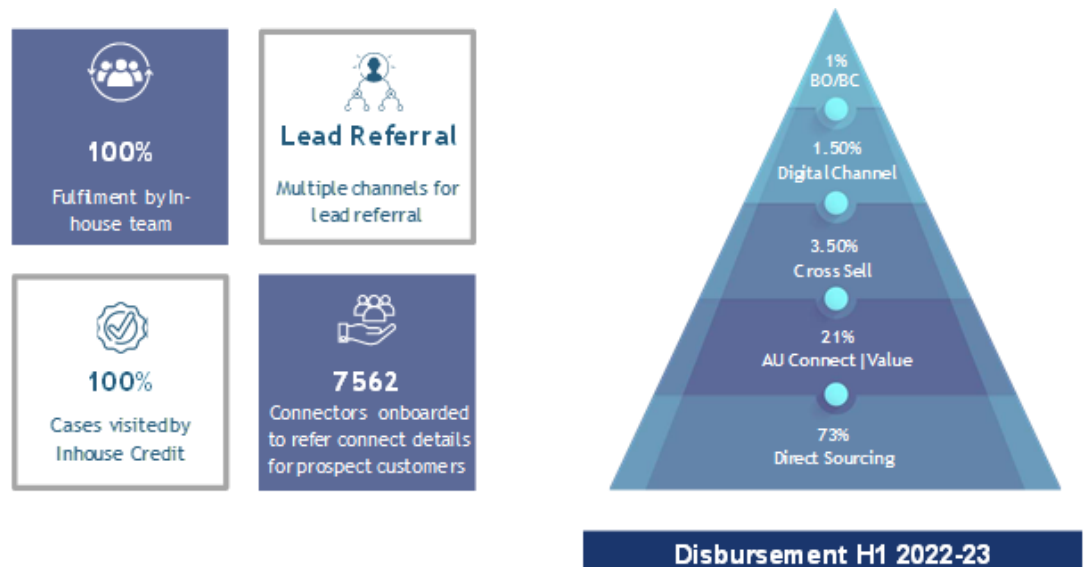 100%
Fulfilment by In-
house team
Lead Referral
Multiple channels for
lead referral
100%
Cases visited by
Inhouse Credit
7562
Connectors onboarded
to refer connect details
for prospect customers
1%
BO/BC
1.50%
Digital Channel
3.50%
Cross Sell
21%
AU Connect | Value
73%
Direct Sourcing
Disbursement H1 2022-23